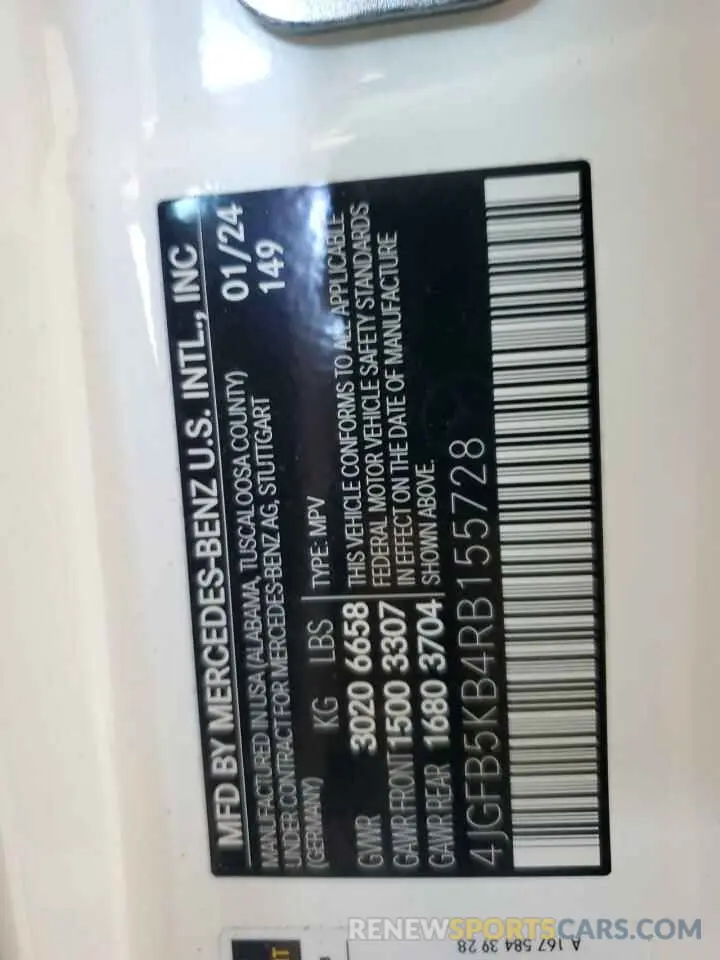 MFD BY MERCEDES-BENZ U.S. INTL., INC
MANUFACTURED IN USA (ALABAMA, TUSCALOOSA COUNTY) 01/24
UNDER CONTRACT FOR MERCEDES-BENZ AG, STUTTGART 149
(GERMANY)
KG LBS TYPE: MPV
GVWR 3020 6658 THIS VEHICLE CONFORMS TO ALL APPLICABLE
FEDERAL MOTOR VEHICLE SAFETY STANDARDS
GAWR FRONT 1500 3307 IN EFFECT ON THE DATE OF MANUFACTURE
GAWR REAR 1680 3704 SHOWN ABOVE.
4JGFB5KB4RB155728
A 167 584 39 28
RENEWSPORTSCARS.COM